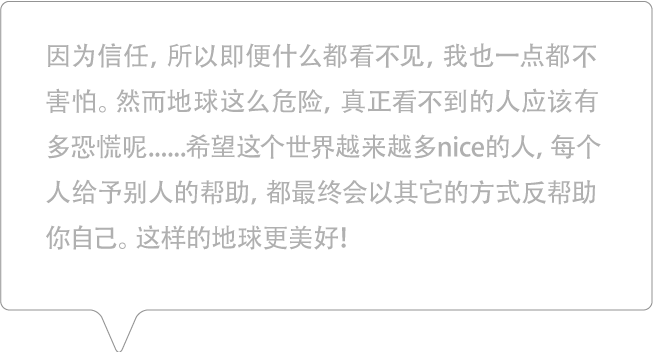 因为信任, 所以即便什么都看不见, 我也一点都不
害怕。然而地球这么危险, 真正看不到的人应该有
多恐慌呢......希望这个世界越来越多nice的人, 每个
人给予别人的帮助, 都最终会以其它的方式反帮助
你自己。这样的地球更美好!